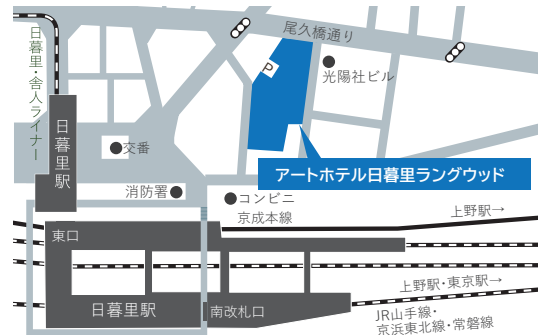 尾久橋通り
日暮里・舎人ライナー
P
光陽社ビル
日暮里駅
交番
アートホテル日暮里ラングウッド
消防署
コンビニ
京成本線
上野駅→
東口
上野駅・東京駅→
日暮里駅
南改札口
JR山手線・
京浜東北線・常磐線